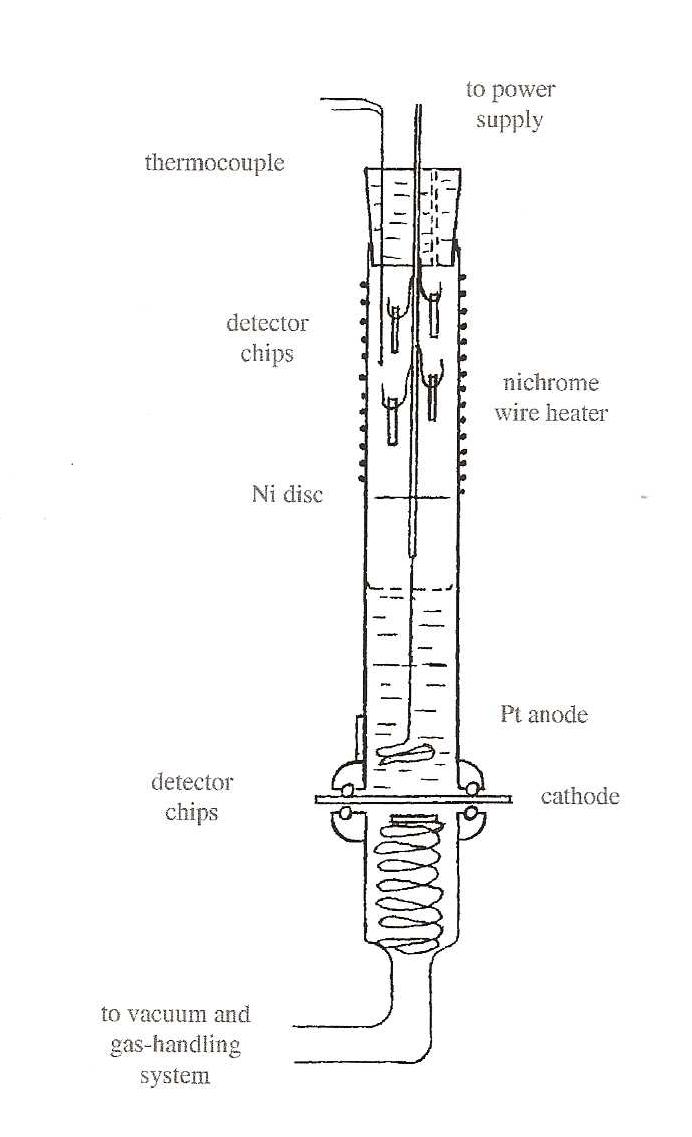 to power
supply
thermocouple
detector
chips
nichrome
wire heater
Ni disc
Pt anode
detector
chips
cathode
to vacuum and
gas-handling
system